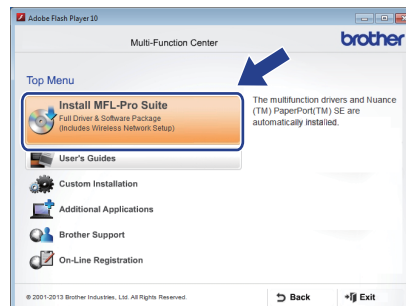 Adobe Flash Player 10
Multi-Function Center
brother
Top Menu
Install MFL-Pro Suite
Full Driver & Software Package
(Includes Wireless Network Setup)
The multifunction drivers and Nuance
(TM) PaperPort(TM) SE are
automatically installed.
User's Guides
Custom Installation
Additional Applications
Brother Support
On-Line Registration
© 2001-2013 Brother Industries, Ltd. All Rights Reserved.
Back
Exit